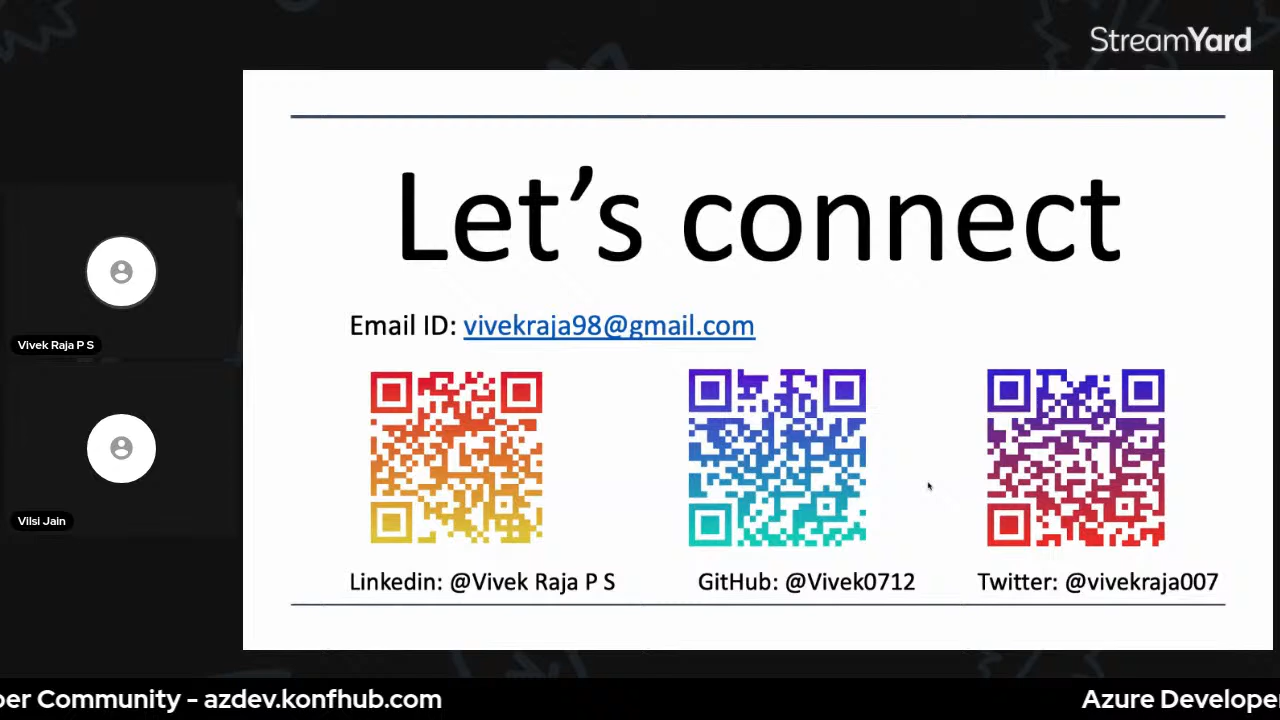 StreamYard
Let's connect
Email ID: vivekraja98@gmail.com
Linkedin: @Vivek Raja P S
GitHub: @Vivek0712
Twitter: @vivekraja007
Vivek Raja P S
Vilsi Jain
per Community - azdev.konfhub.com
Azure Develope